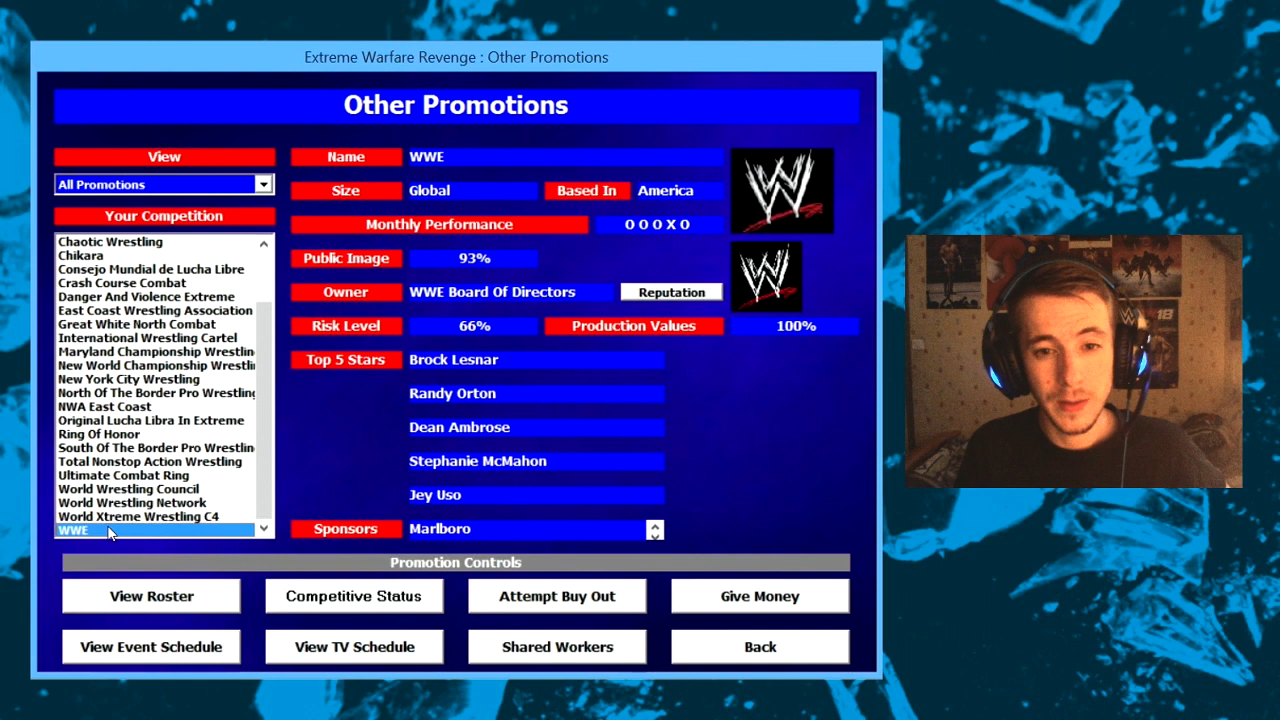 Extreme Warfare Revenge : Other Promotions
Other Promotions
View
All Promotions
Your Competition
Chaotic Wrestling
Chikara
Consejo Mundial de Lucha Libre
Crash Course Combat
Danger And Violence Extreme
East Coast Wrestling Association
Great White North Combat
International Wrestling Cartel
Maryland Championship Wrestlin
New World Championship Wrestli
New York City Wrestling
North Of The Border Pro Wrestling
NWA East Coast
Original Lucha Libra In Extreme
Ring Of Honor
South Of The Border Pro Wrestlin
Total Nonstop Action Wrestling
Ultimate Combat Ring
World Wrestling Council
World Wrestling Network
World Xtreme Wrestling C4
WWE
Name WWE
Size Global Based In America
Monthly Performance O O O X O
Public Image 93%
Owner WWE Board Of Directors Reputation
Risk Level 66% Production Values 100%
Top 5 Stars Brock Lesnar
Randy Orton
Dean Ambrose
Stephanie McMahon
Jey Uso
Sponsors Marlboro
Promotion Controls
View Roster Competitive Status Attempt Buy Out Give Money
View Event Schedule View TV Schedule Shared Workers Back
18